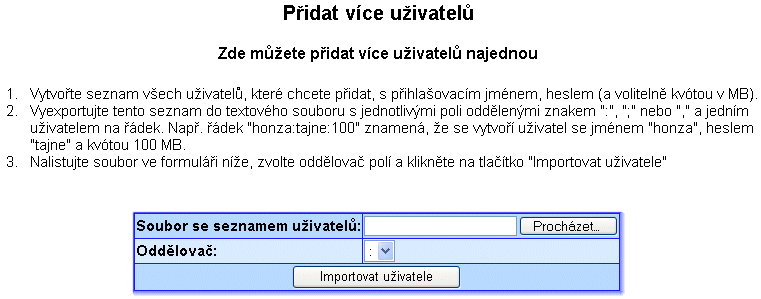 Přidat více uživatelů
Zde můžete přidat více uživatelů najednou
1. Vytvořte seznam všech uživatelů, které chcete přidat, s přihlašovacím jménem, heslem (a volitelně kvótou v MB).
2. Vyexportujte tento seznam do textového souboru s jednotlivými poli oddělenými znakem ":", ";" nebo "," a jedním
uživatelem na řádek. Např. řádek "honza:tajne:100" znamená, že se vytvoří uživatel se jménem "honza", heslem
"tajne" a kvótou 100 MB.
3. Nalistujte soubor ve formuláři níže, zvolte oddělovač polí a klikněte na tlačítko "Importovat uživatele"
Soubor se seznamem uživatelů: Procházet...
Oddělovač: :
Importovat uživatele